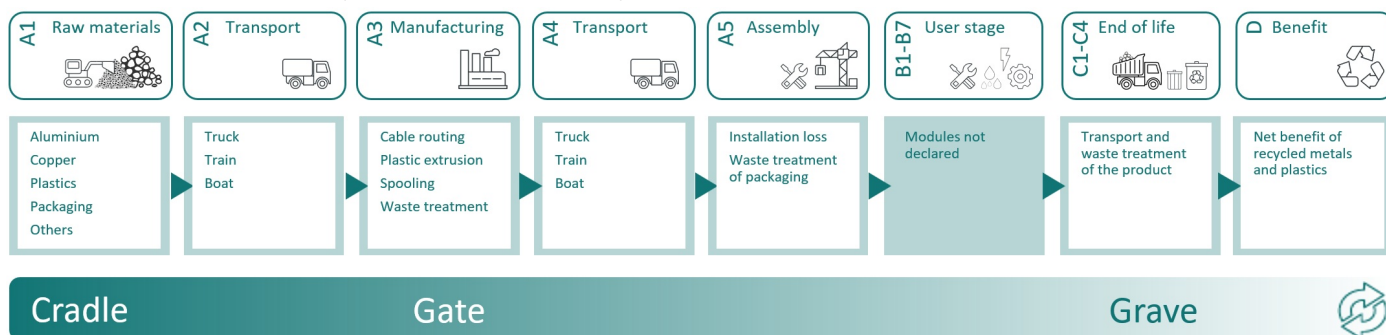 A1 Raw materials
A2 Transport
A3 Manufacturing
A4 Transport
A5 Assembly
B1-B7 User stage
C1-C4 End of life
D Benefit
Aluminium
Copper
Plastics
Packaging
Others
Truck
Train
Boat
Cable routing
Plastic extrusion
Spooling
Waste treatment
Truck
Train
Boat
Installation loss
Waste treatment
of packaging
Modules not
declared
Transport and
waste treatment
of the product
Net benefit of
recycled metals
and plastics
Cradle
Gate
Grave